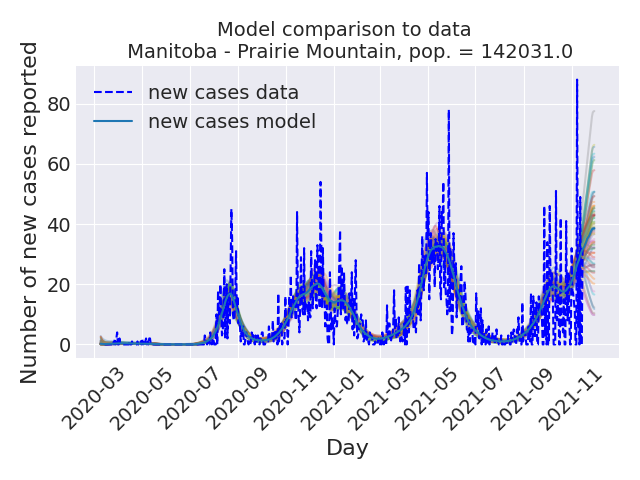 Model comparison to data
Manitoba - Prairie Mountain, pop. = 142031.0
new cases data
new cases model
Number of new cases reported
80
60
40
20
0
2020-03
2020-05
2020-07
2020-09
2020-11
2021-01
2021-03
2021-05
2021-07
2021-09
2021-11
Day